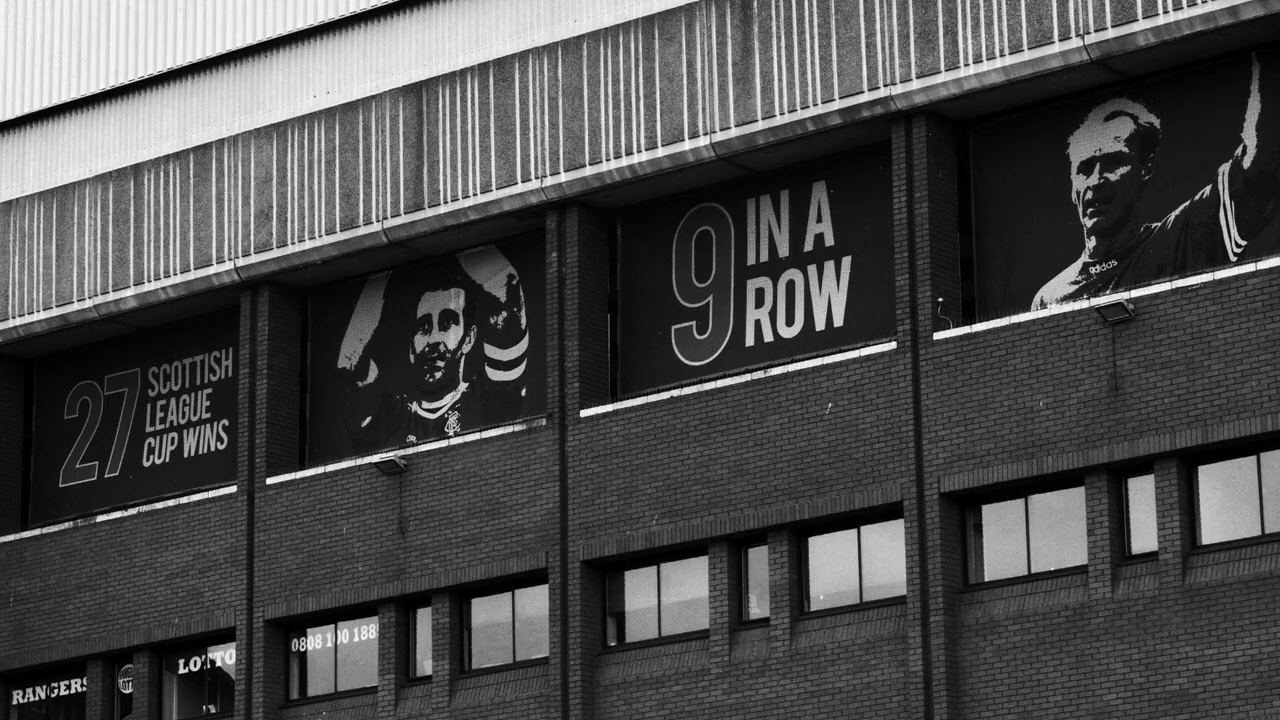 27
SCOTTISH
LEAGUE
CUP WINS
9
IN A
ROW
adidas
RANGERS
LOTTO
0808 100 188